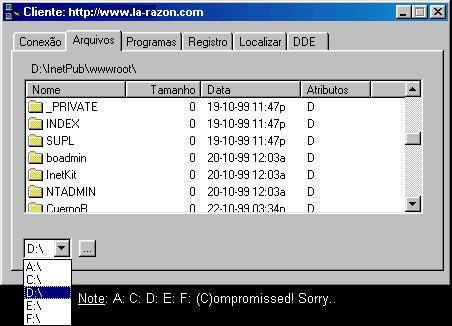 Cliente: http://www.la-razon.com
Conexão Arquivos Programas Registro Localizar DDE
D:\InetPub\wwwroot\
Nome Tamanho Data Atributos
_PRIVATE 0 19-10-99 11:47p D
INDEX 0 19-10-99 11:47p D
SUPL 0 19-10-99 11:47p D
boadmin 0 20-10-99 12:03a D
InetKit 0 20-10-99 12:03a D
NTADMIN 0 20-10-99 12:03a D
CuerpoB 0 22-10-99 03:34p D
D:\ ...
A:\
C:\
D:\
E:\
F:\
Note: A: C: D: E: F: (C)ompromissed! Sorry..